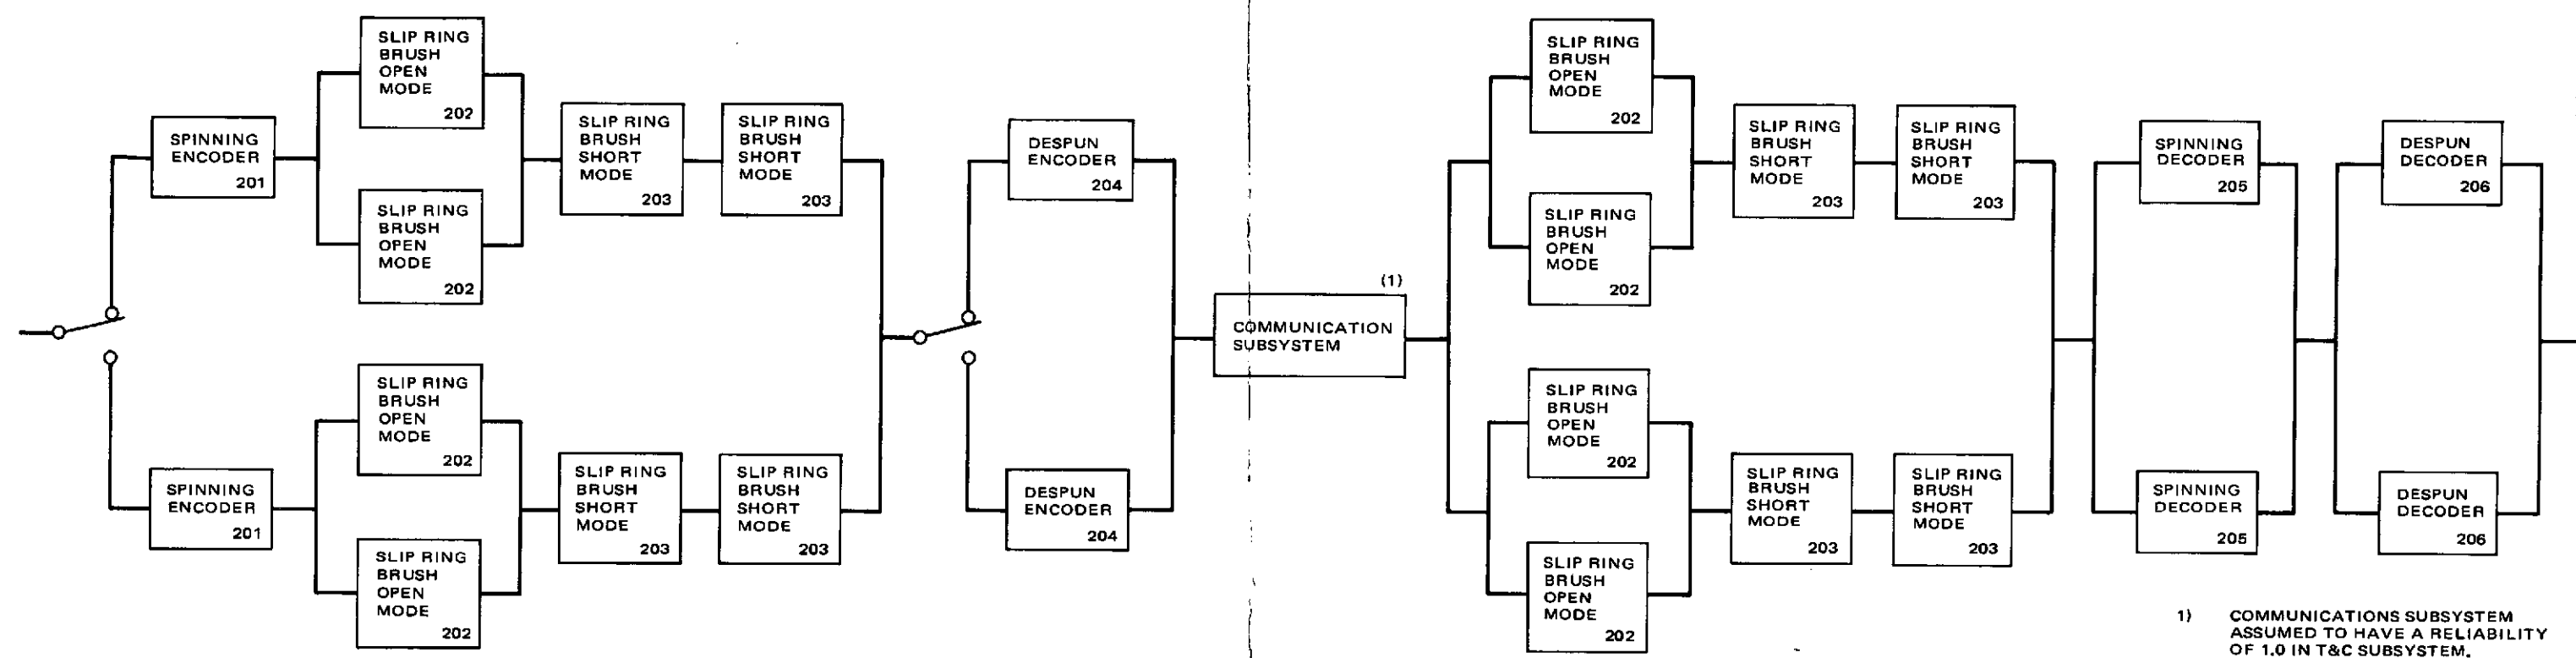 SPINNING
ENCODER
201
SLIP RING
BRUSH
OPEN
MODE
202
SLIP RING
BRUSH
OPEN
MODE
202
SLIP RING
BRUSH
SHORT
MODE
203
SLIP RING
BRUSH
SHORT
MODE
203
SPINNING
ENCODER
201
SLIP RING
BRUSH
OPEN
MODE
202
SLIP RING
BRUSH
OPEN
MODE
202
SLIP RING
BRUSH
SHORT
MODE
203
SLIP RING
BRUSH
SHORT
MODE
203
DESPUN
ENCODER
204
DESPUN
ENCODER
204
(1)
COMMUNICATION
SUBSYSTEM
SLIP RING
BRUSH
OPEN
MODE
202
SLIP RING
BRUSH
OPEN
MODE
202
SLIP RING
BRUSH
SHORT
MODE
203
SLIP RING
BRUSH
SHORT
MODE
203
SLIP RING
BRUSH
OPEN
MODE
202
SLIP RING
BRUSH
OPEN
MODE
202
SLIP RING
BRUSH
SHORT
MODE
203
SLIP RING
BRUSH
SHORT
MODE
203
SPINNING
DECODER
205
SPINNING
DECODER
205
DESPUN
DECODER
206
DESPUN
DECODER
206
1) COMMUNICATIONS SUBSYSTEM
ASSUMED TO HAVE A RELIABILITY
OF 1.0 IN T&C SUBSYSTEM.